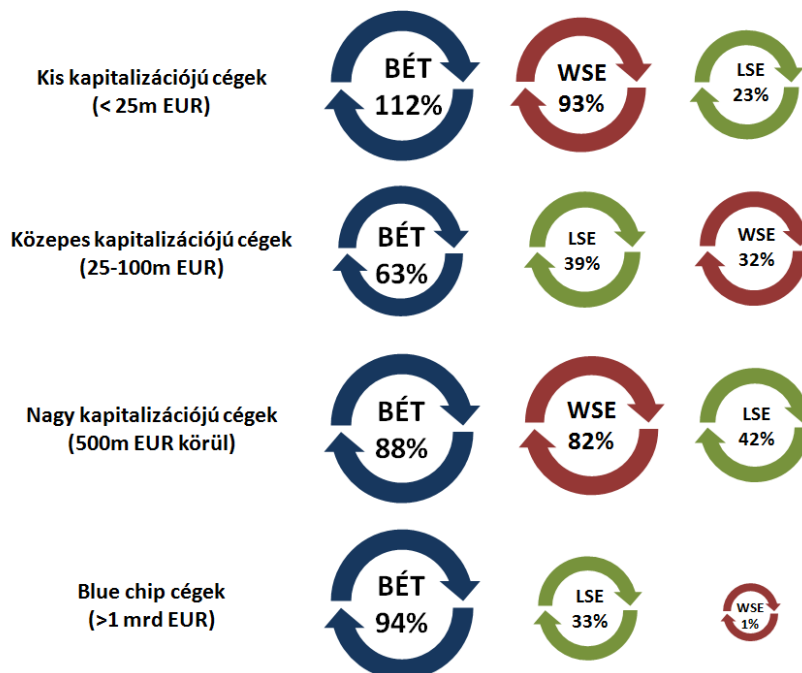 Kis kapitalizációjú cégek
(< 25m EUR)
BÉT
112%
WSE
93%
LSE
23%
Közepes kapitalizációjú cégek
(25-100m EUR)
BÉT
63%
LSE
39%
WSE
32%
Nagy kapitalizációjú cégek
(500m EUR körül)
BÉT
88%
WSE
82%
LSE
42%
Blue chip cégek
(>1 mrd EUR)
BÉT
94%
LSE
33%
WSE
1%